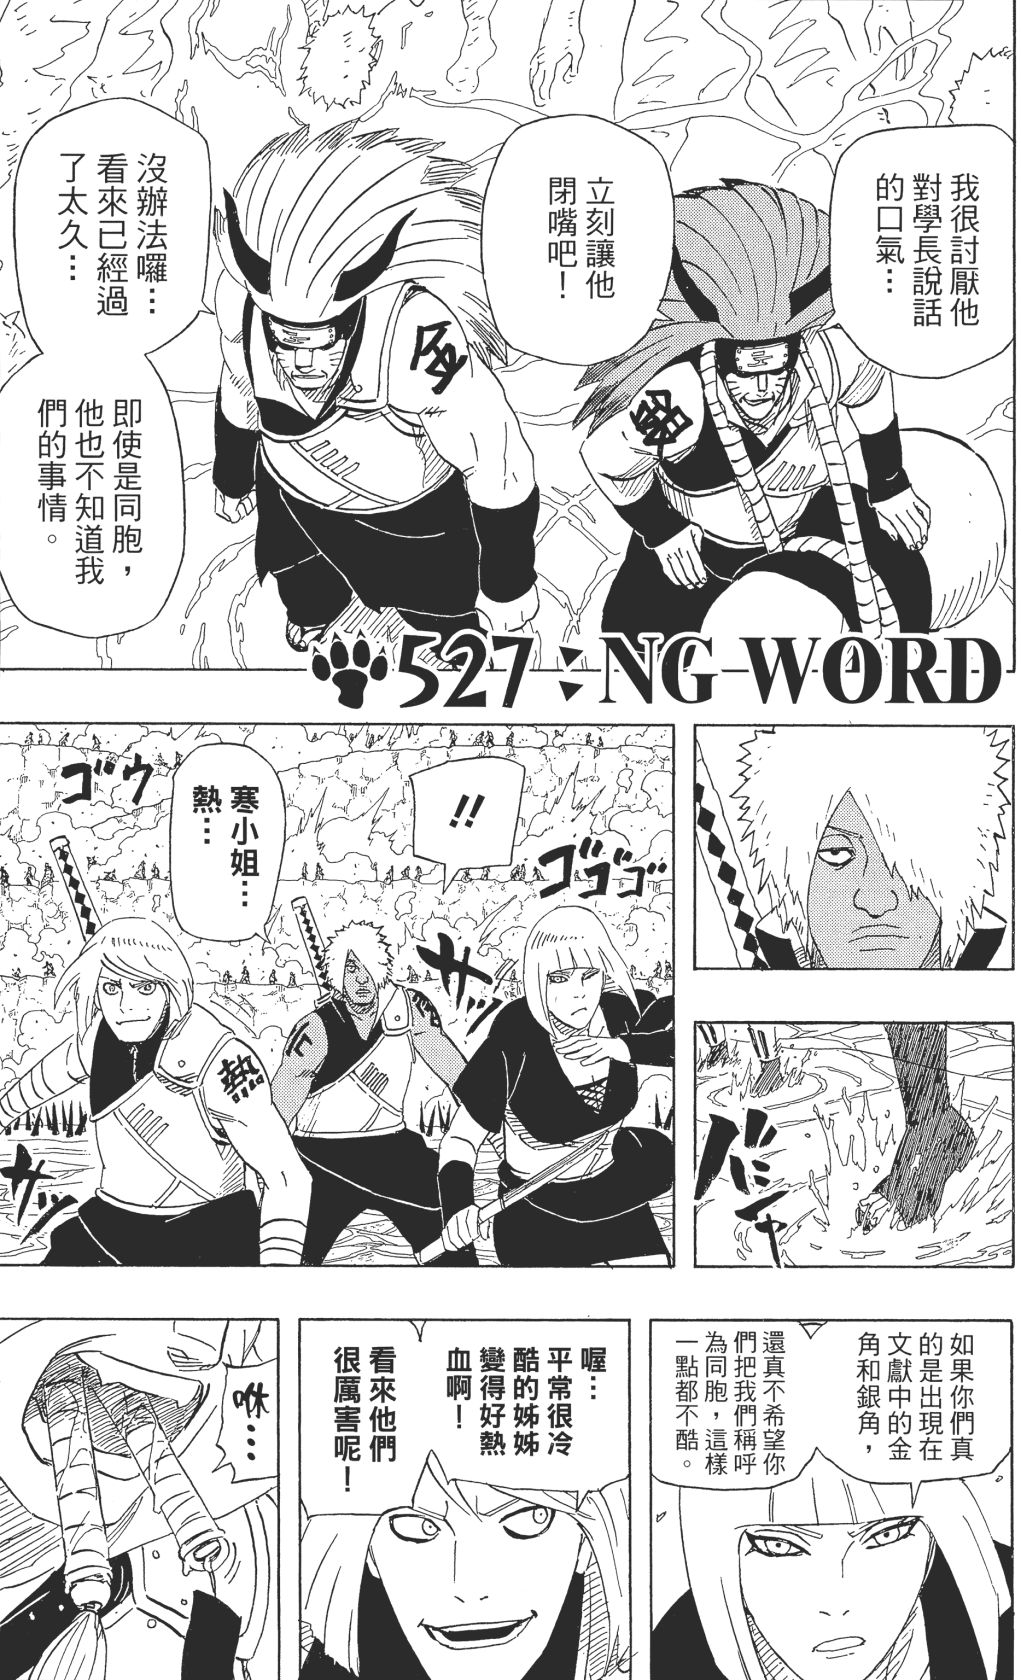 我很討厭他
對學長說話
的口氣…
立刻讓他
閉嘴吧！
沒辦法囉…
看來已經過
了太久…
即使是同胞，
他也不知道我
們的事情。
金
銀
527：NG WORD
!!
寒小姐…
熱…
ゴゴゴ
ゴウ
ザッ
熱
ザッ
バシャ
如果你們真
的是出現在
文獻中的金
角和銀角，
還真不希望你
們把我們稱呼
為同胞，這樣
一點都不酷。
喔…
平常很冷
酷的姊姊
變得好熱
血啊！
看來他們
很厲害呢！
咻…